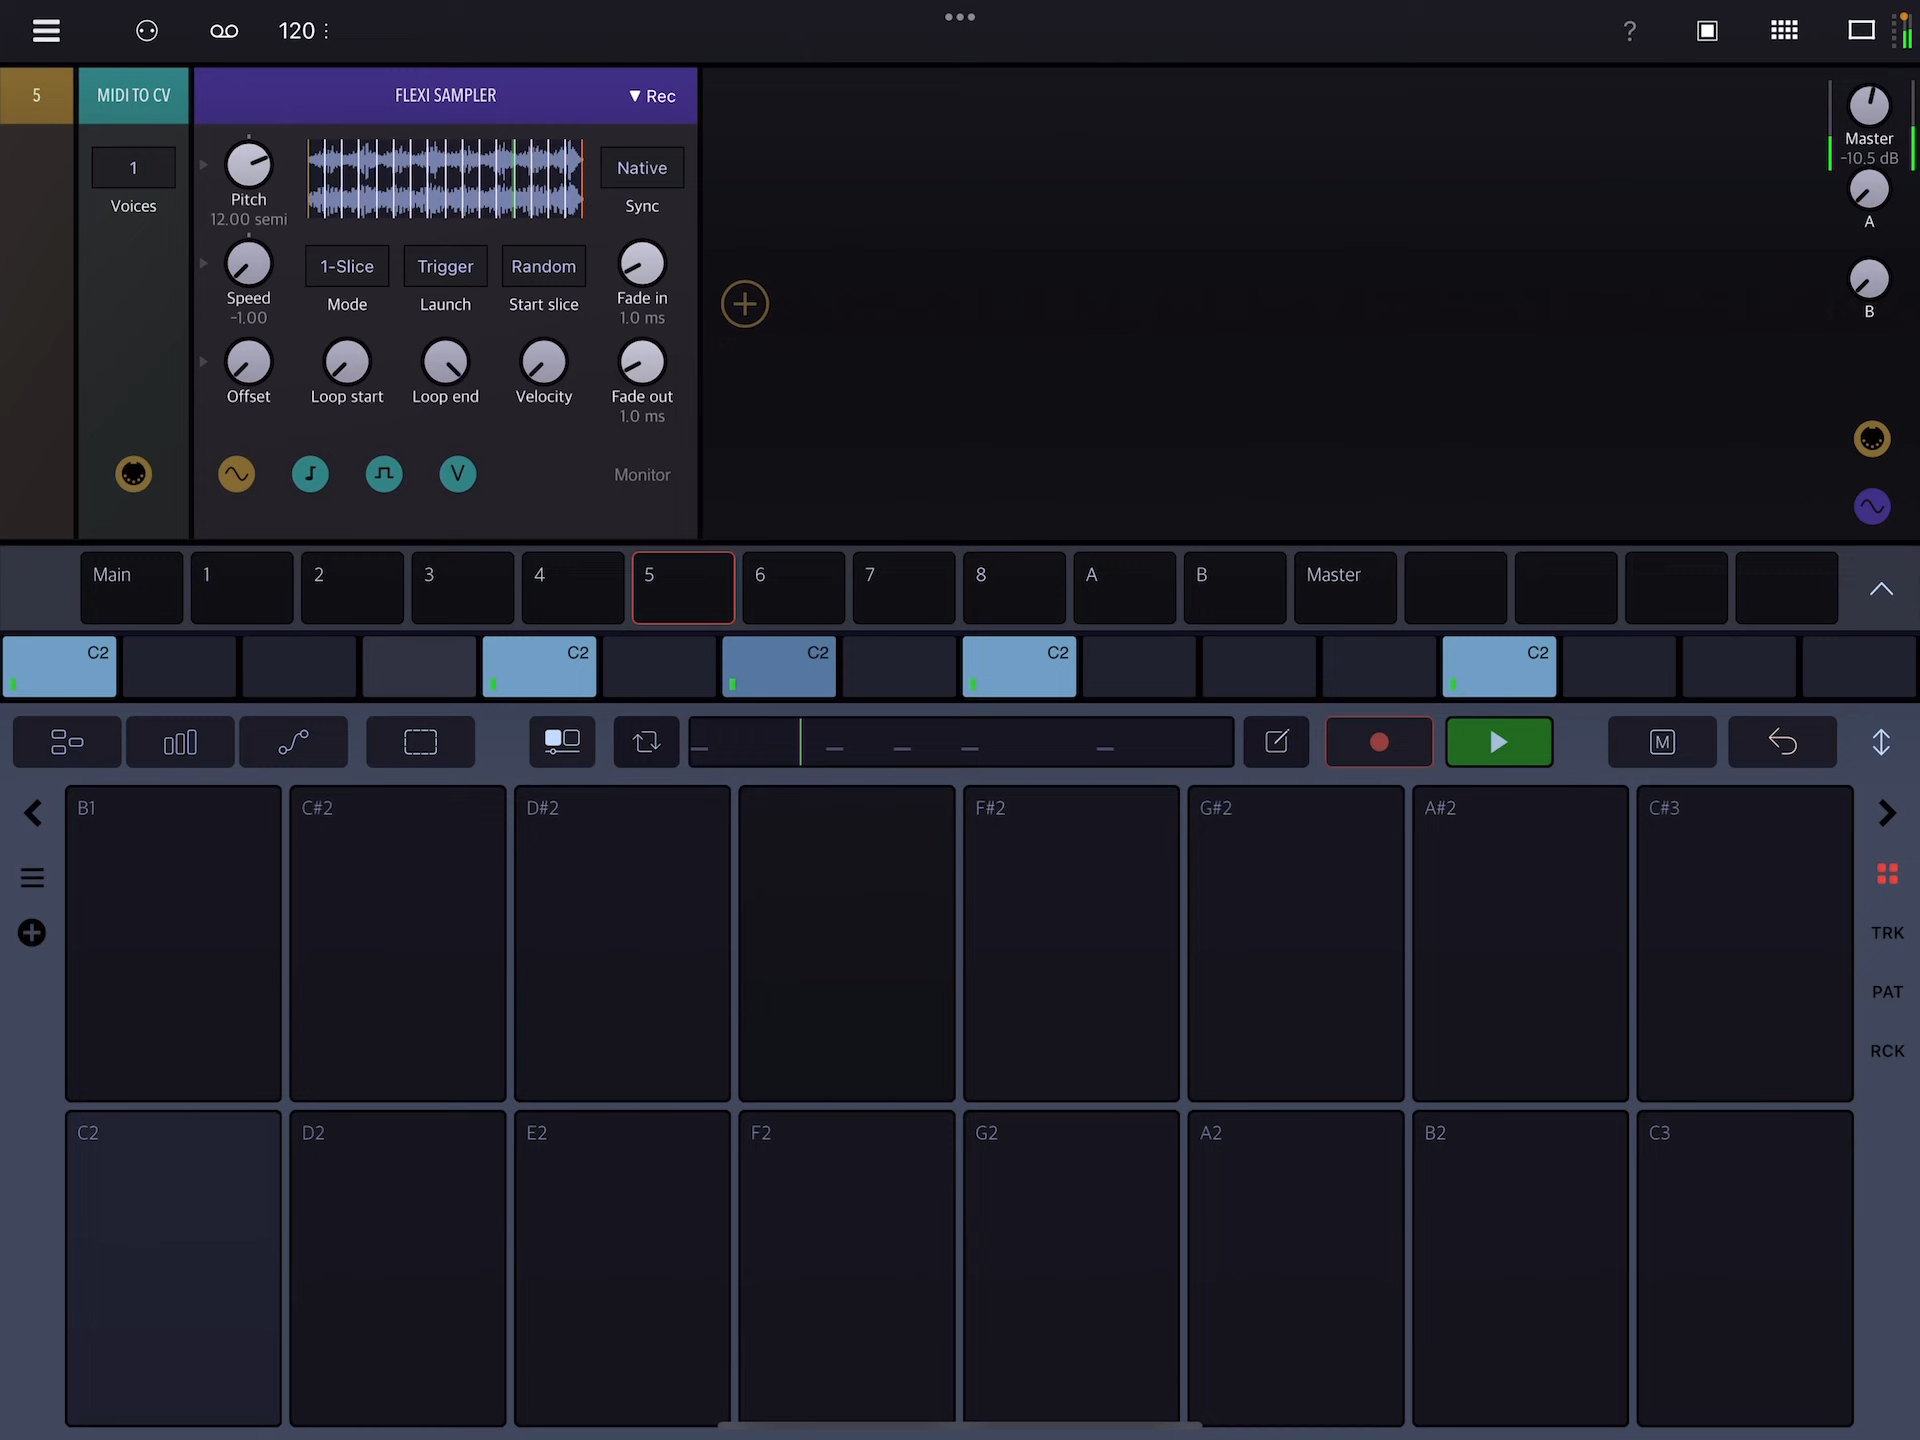 120
?
5
MIDI TO CV
FLEXI SAMPLER
▼ Rec
1
Voices
Pitch
12.00 semi
Native
Sync
Speed
-1.00
1-Slice
Mode
Trigger
Launch
Random
Start slice
Fade in
1.0 ms
Offset
Loop start
Loop end
Velocity
Fade out
1.0 ms
V
Monitor
Master
-10.5 dB
A
B
Main
1
2
3
4
5
6
7
8
A
B
Master
C2
C2
C2
C2
C2
M
B1
C#2
D#2
F#2
G#2
A#2
C#3
TRK
PAT
RCK
C2
D2
E2
F2
G2
A2
B2
C3